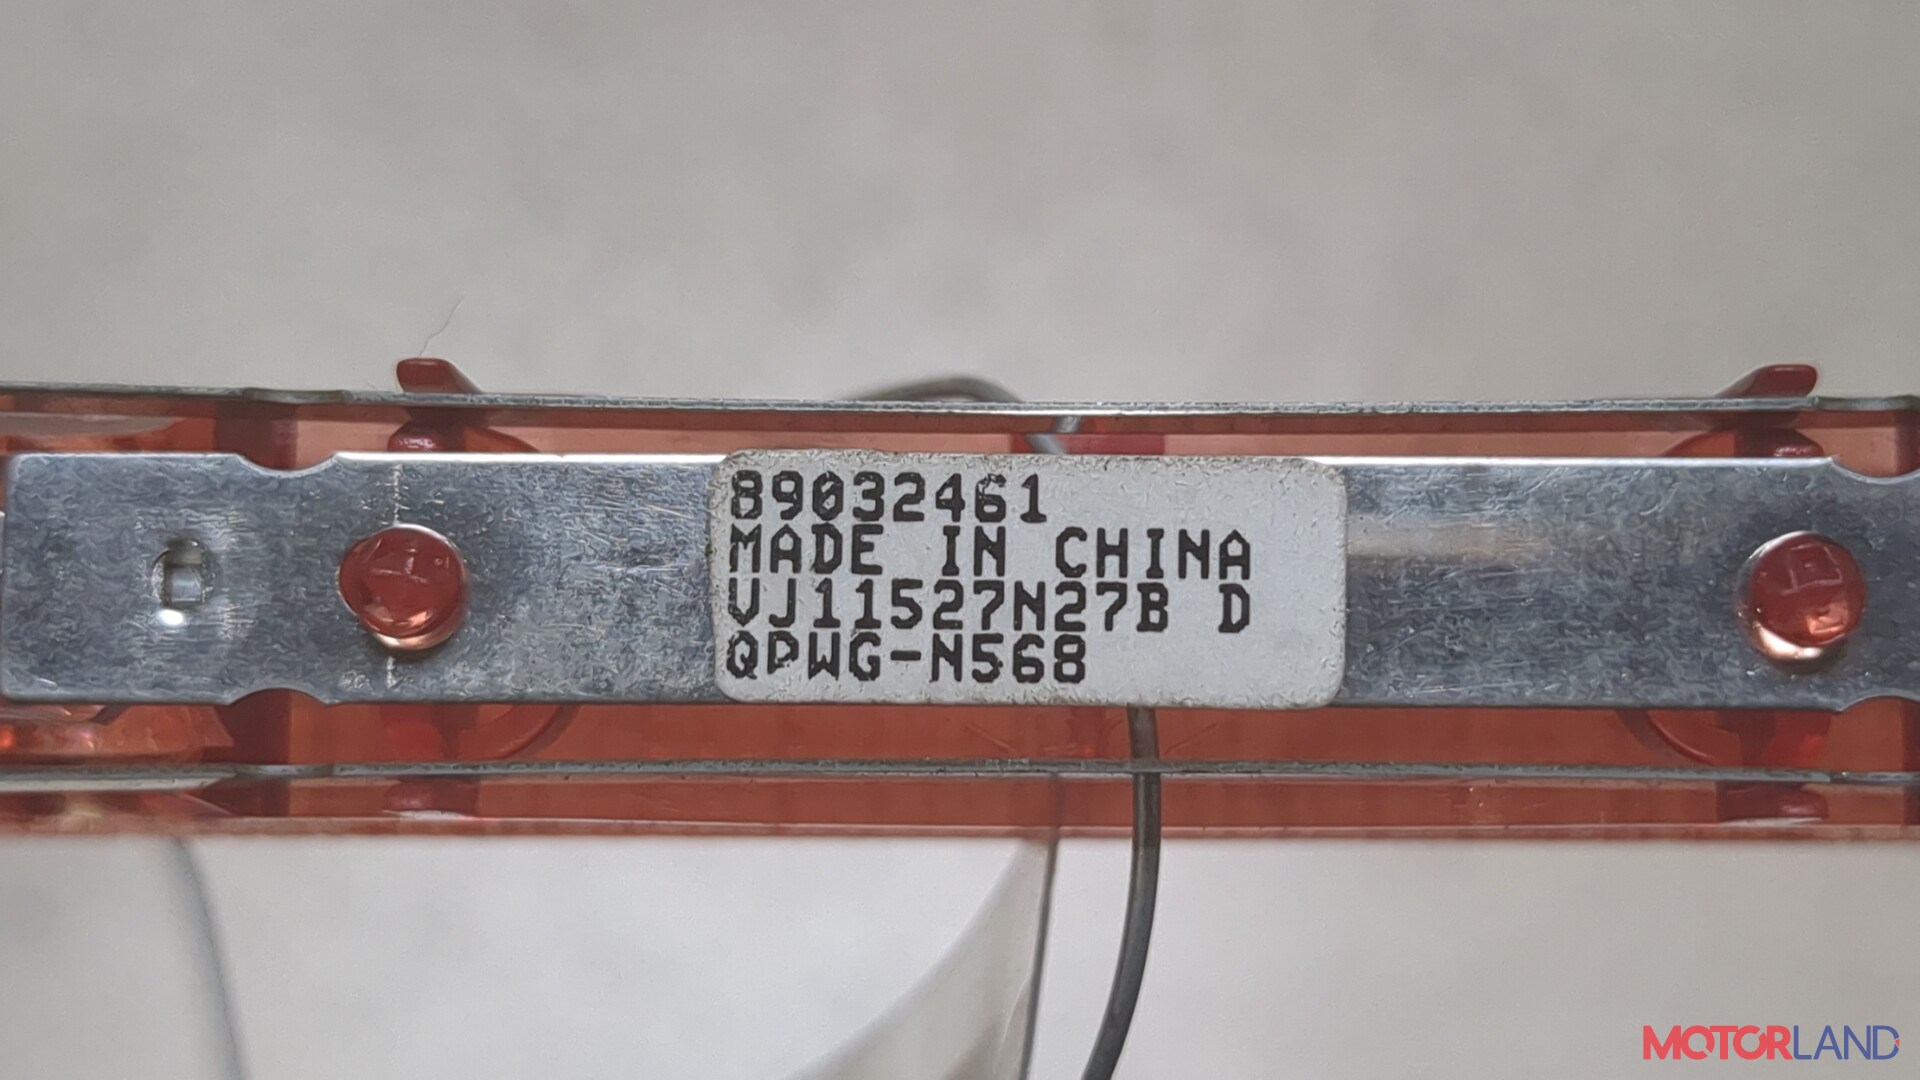 89032461
MADE IN CHINA
VJ11527N27B D
QPWG-N568
MOTORLAND